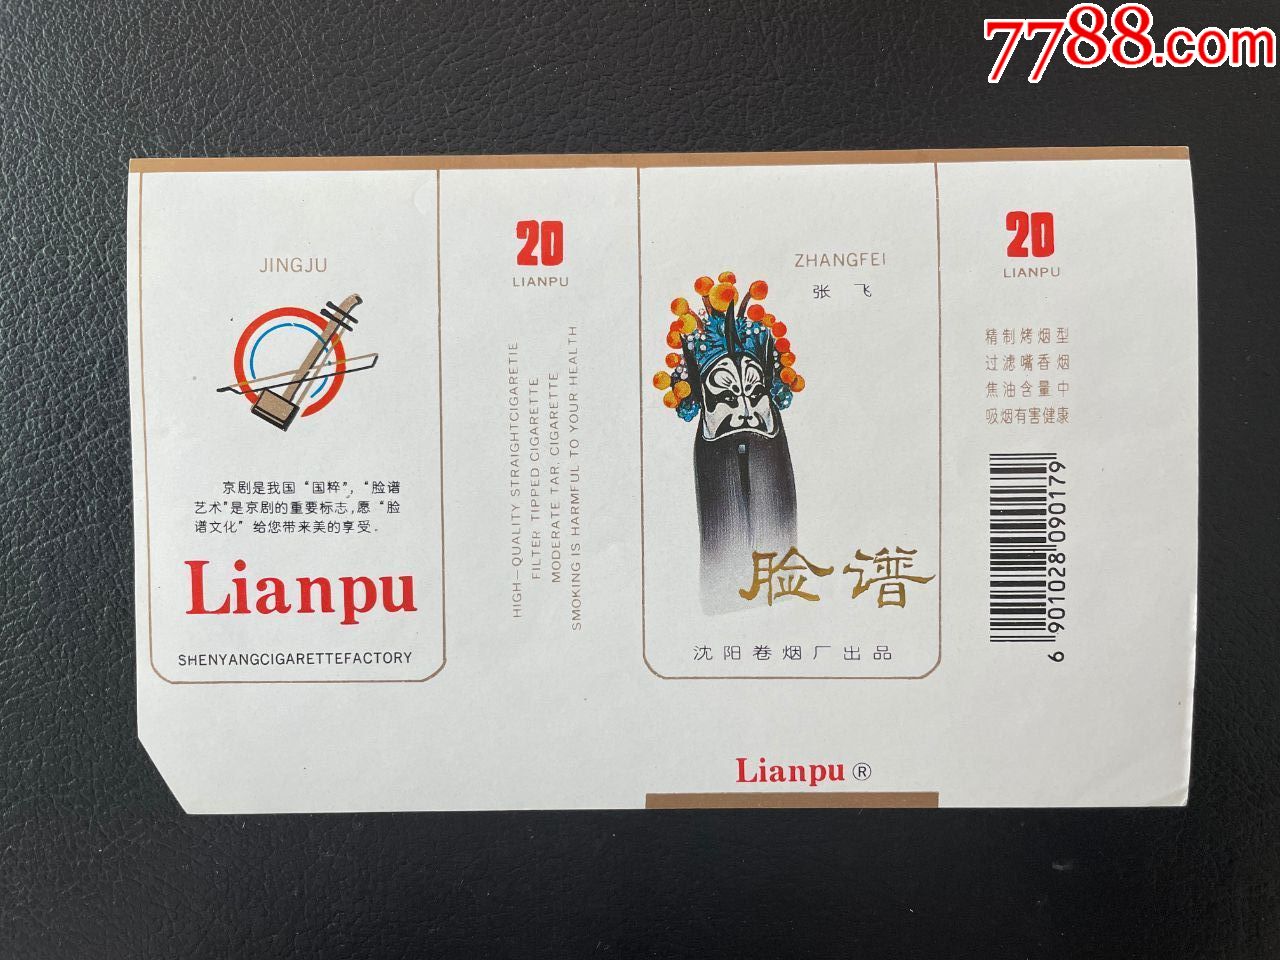 7788.com
JINGJU
京剧是我国“国粹”，“脸谱
艺术”是京剧的重要标志,愿“脸
谱文化”给您带来美的享受。
Lianpu
SHENYANGCIGARETTEFACTORY
20
LIANPU
HIGH-QUALITY STRAIGHTCIGARETIE
FILTER TIPPED CIGARETTE
MODERATE TAR. CIGARETTE
SMOKING IS HARMFUL TO YOUR HEALTH
ZHANGFEI
张 飞
脸谱
沈阳卷烟厂出品
Lianpu®
20
LIANPU
精制烤烟型
过滤嘴香烟
焦油含量中
吸烟有害健康
6 901028 090179